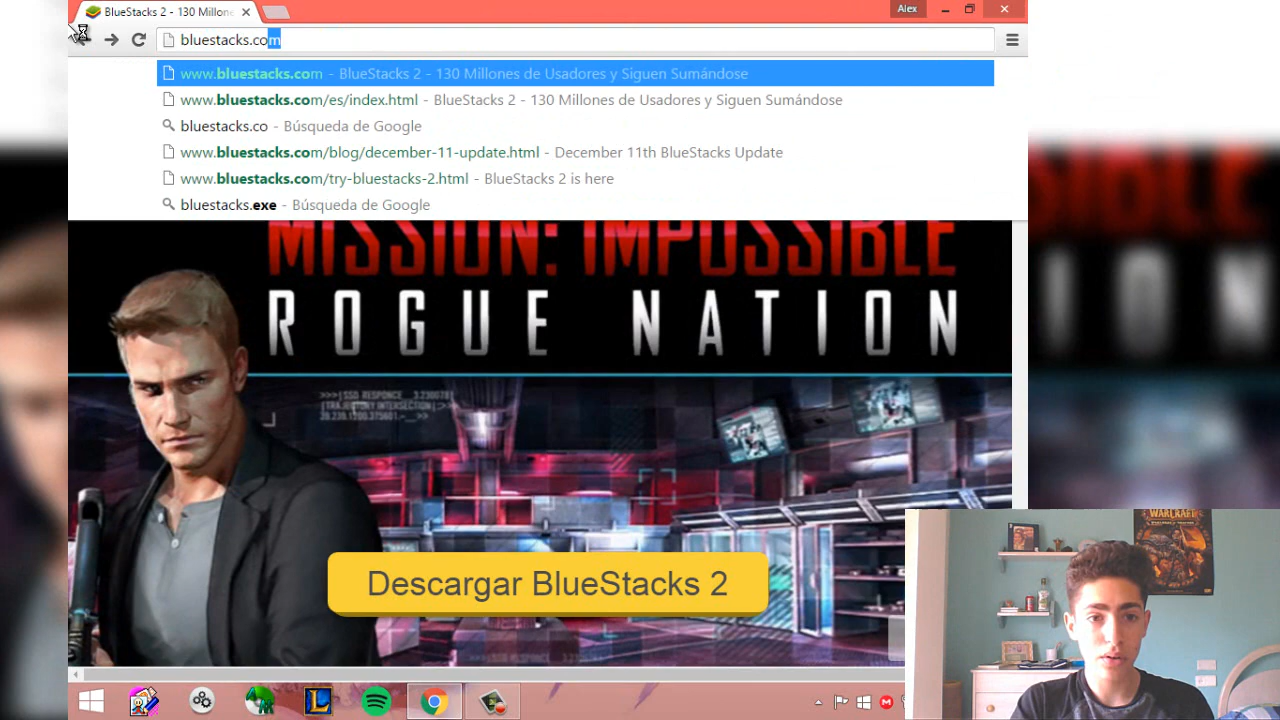 BlueStacks 2 - 130 Millone
Alex
bluestacks.com
www.bluestacks.com - BlueStacks 2 - 130 Millones de Usadores y Siguen Sumándose
www.bluestacks.com/es/index.html - BlueStacks 2 - 130 Millones de Usadores y Siguen Sumándose
bluestacks.co - Búsqueda de Google
www.bluestacks.com/blog/december-11-update.html - December 11th BlueStacks Update
www.bluestacks.com/try-bluestacks-2.html - BlueStacks 2 is here
bluestacks.exe - Búsqueda de Google
MISSION: IMPOSSIBLE
ROGUE NATION
Descargar BlueStacks 2
WARCRAFT